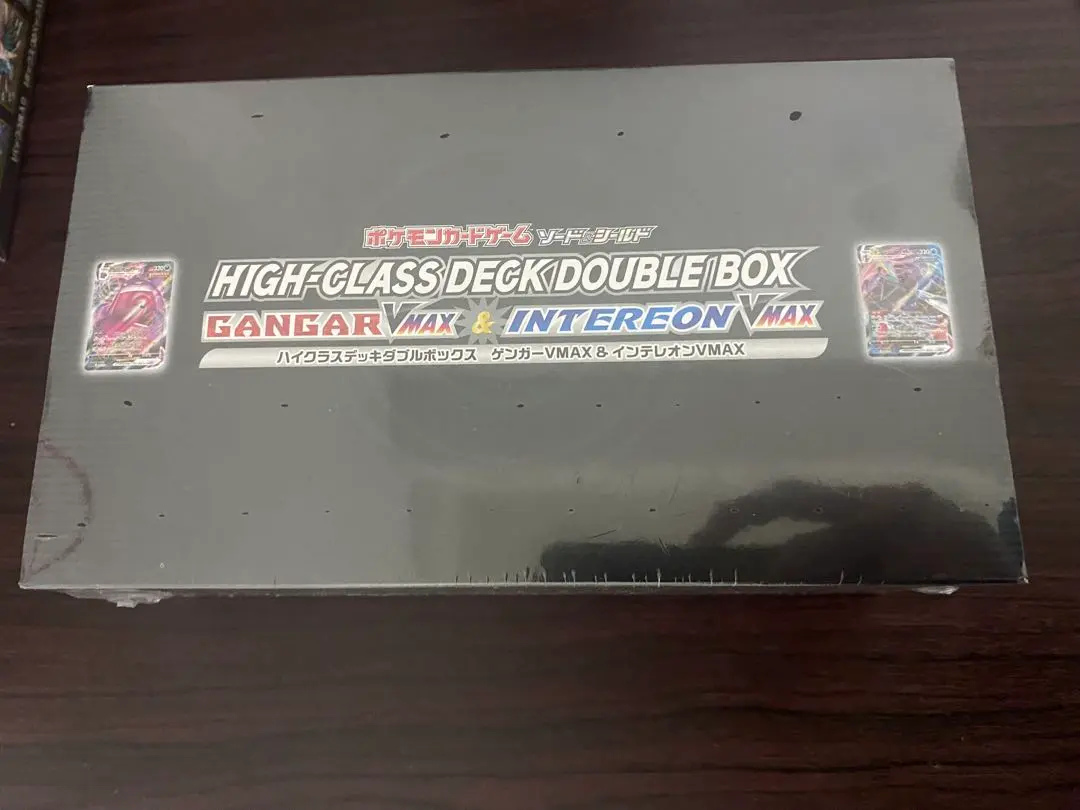 ポケモンカードゲーム ソード&シールド
HIGH-CLASS DECK DOUBLE BOX
GANGAR VMAX & INTEREON VMAX
ハイクラスデッキダブルボックス ゲンガーVMAX & インテレオンVMAX
330
320